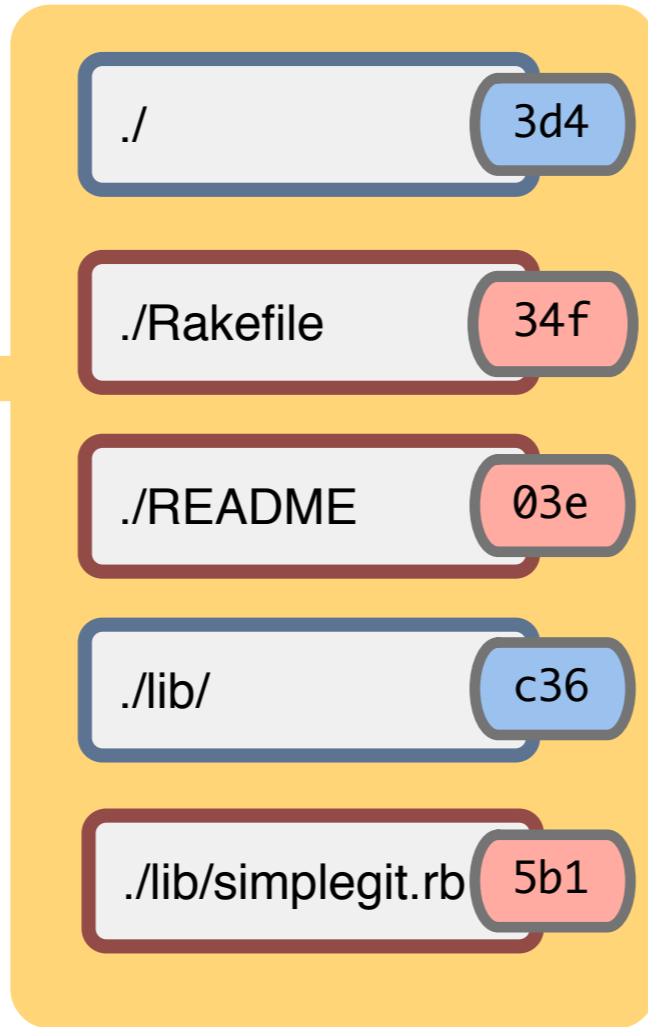 ./ 3d4
./Rakefile 34f
./README 03e
./lib/ c36
./lib/simplegit.rb 5b1